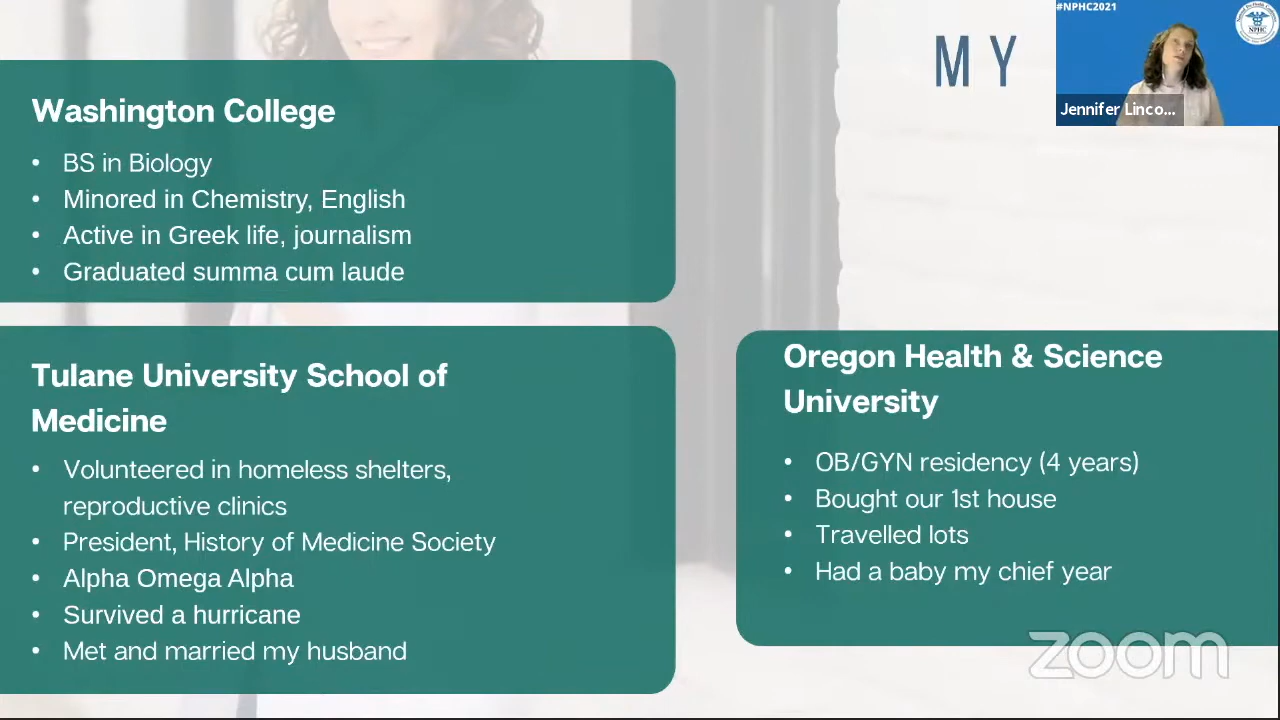 #NPHC2021
MY
NPHC
Jennifer Linco...
Washington College
• BS in Biology
• Minored in Chemistry, English
• Active in Greek life, journalism
• Graduated summa cum laude
Tulane University School of
Medicine
• Volunteered in homeless shelters,
reproductive clinics
• President, History of Medicine Society
• Alpha Omega Alpha
• Survived a hurricane
• Met and married my husband
Oregon Health & Science
University
• OB/GYN residency (4 years)
• Bought our 1st house
• Travelled lots
• Had a baby my chief year
zoom